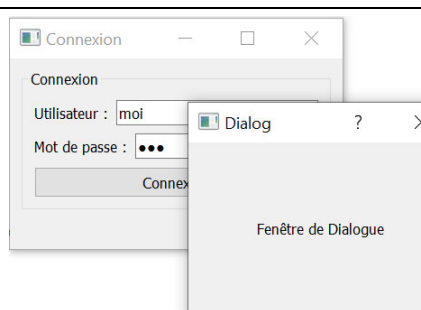 Connexion
Connexion
Utilisateur : moi
Mot de passe : ●●●
Connex
Dialog ?
Fenêtre de Dialogue